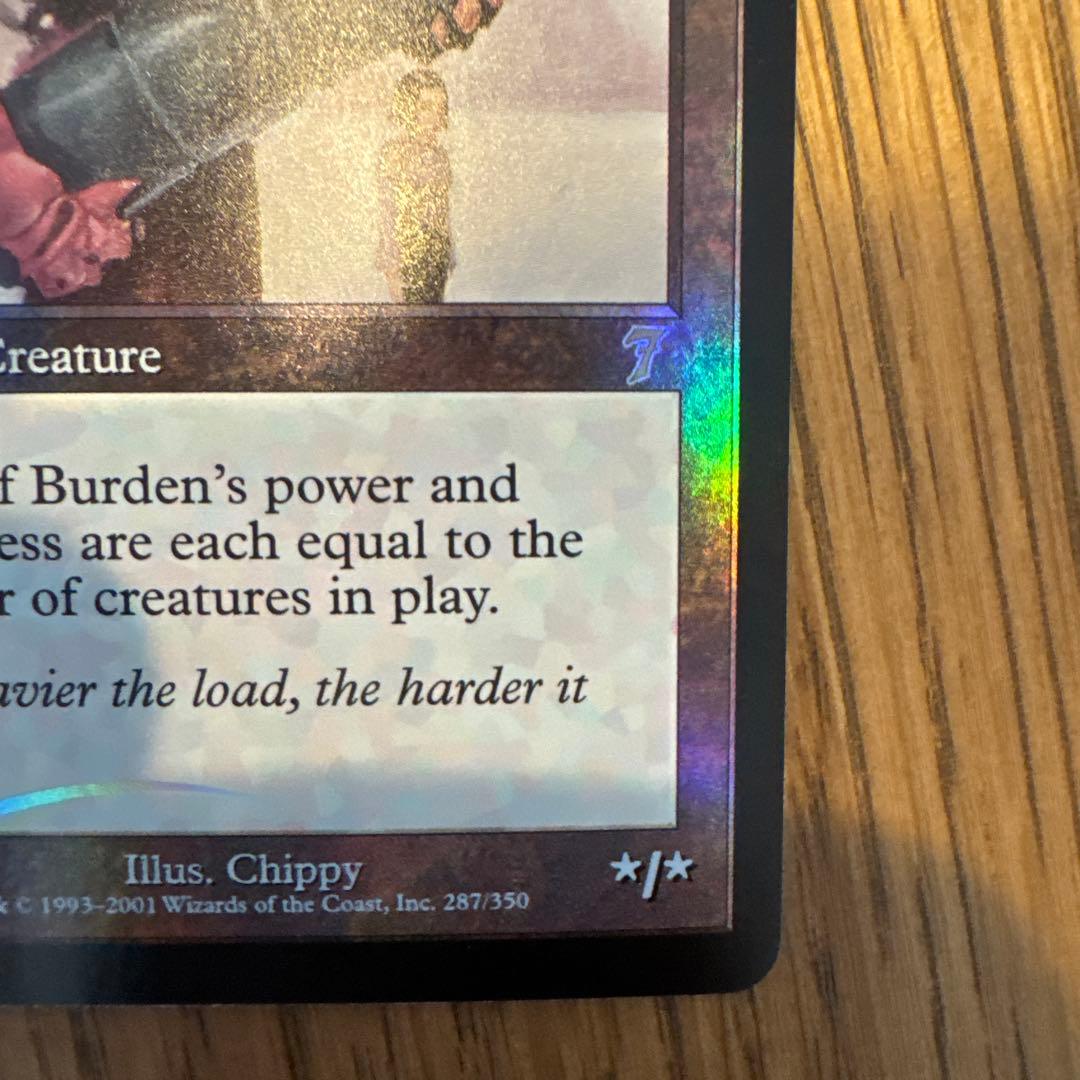 Creature
7
f Burden's power and
ess are each equal to the
r of creatures in play.
avier the load, the harder it
Illus. Chippy
★/★
k © 1993–2001 Wizards of the Coast, Inc. 287/350